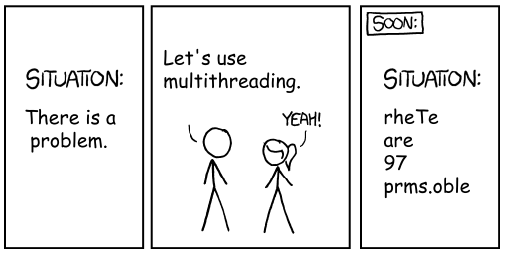 SITUATION:
There is a
problem.
Let's use
multithreading.
YEAH!
SOON:
SITUATION:
rheTe
are
97
prms.oble